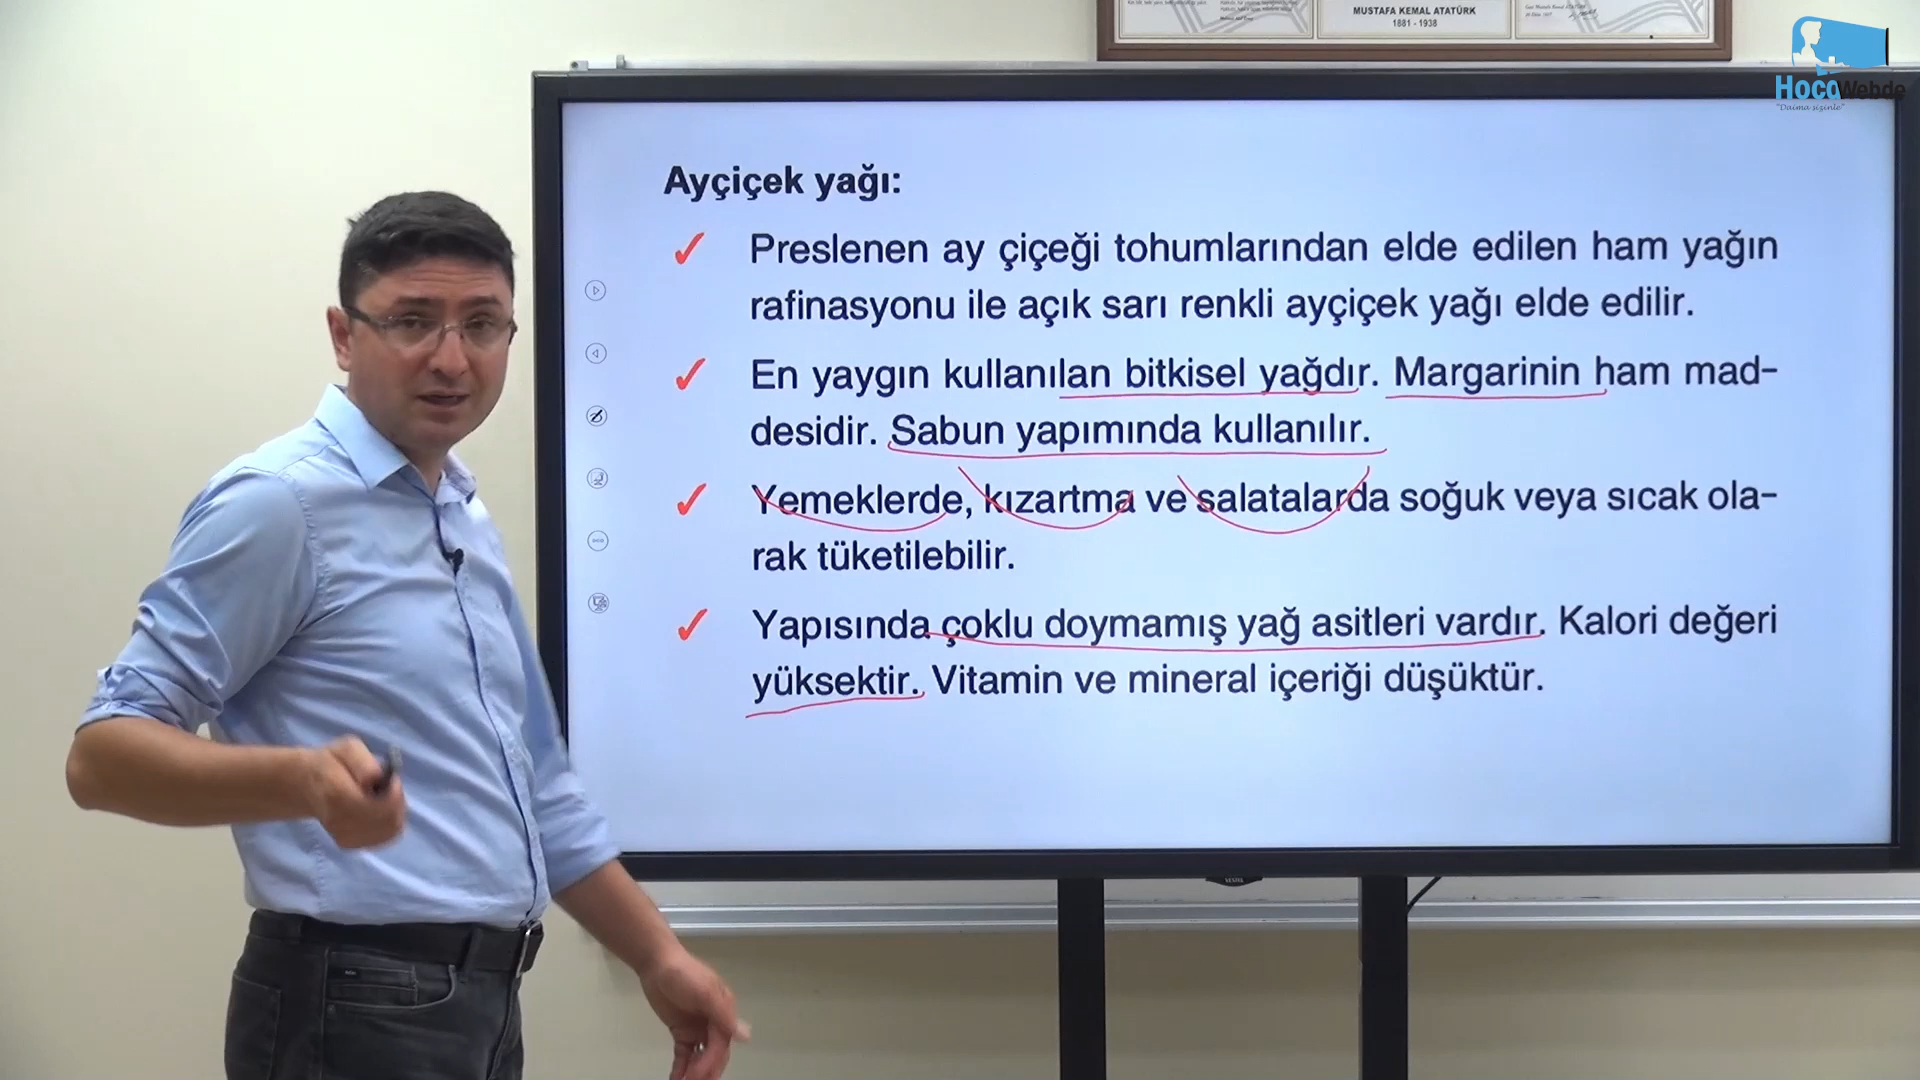 MUSTAFA KEMAL ATATÜRK
1881 - 1938
HocaWebde
"Daima sizinle"
Ayçiçek yağı:
✓ Preslenen ay çiçeği tohumlarından elde edilen ham yağın
rafinasyonu ile açık sarı renkli ayçiçek yağı elde edilir.
✓ En yaygın kullanılan bitkisel yağdır. Margarinin ham mad-
desidir. Sabun yapımında kullanılır.
✓ Yemeklerde, kızartma ve salatalarda soğuk veya sıcak ola-
rak tüketilebilir.
✓ Yapısında çoklu doymamış yağ asitleri vardır. Kalori değeri
yüksektir. Vitamin ve mineral içeriği düşüktür.